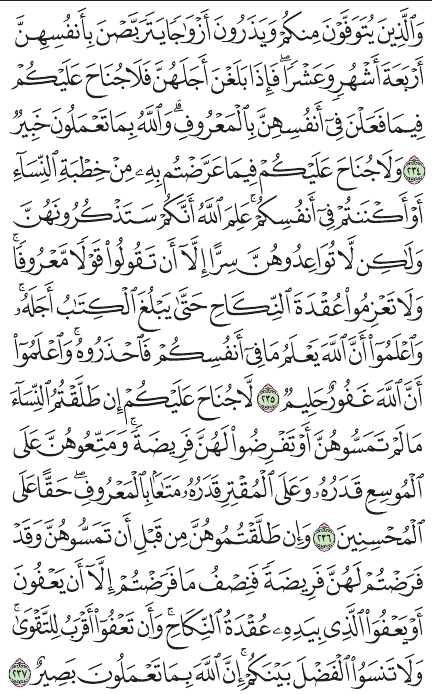 وَٱلَّذِينَ يُتَوَفَّوْنَ مِنكُمْ وَيَذَرُونَ أَزْوَٰجًا يَتَرَبَّصْنَ بِأَنفُسِهِنَّ
أَرْبَعَةَ أَشْهُرٍ وَعَشْرًا ۖ فَإِذَا بَلَغْنَ أَجَلَهُنَّ فَلَا جُنَاحَ عَلَيْكُمْ
فِيمَا فَعَلْنَ فِىٓ أَنفُسِهِنَّ بِٱلْمَعْرُوفِ ۗ وَٱللَّهُ بِمَا تَعْمَلُونَ خَبِيرٌ
٢٣٤ وَلَا جُنَاحَ عَلَيْكُمْ فِيمَا عَرَّضْتُم بِهِۦ مِنْ خِطْبَةِ ٱلنِّسَآءِ
أَوْ أَكْنَنتُمْ فِىٓ أَنفُسِكُمْ ۚ عَلِمَ ٱللَّهُ أَنَّكُمْ سَتَذْكُرُونَهُنَّ
وَلَٰكِن لَّا تُوَاعِدُوهُنَّ سِرًّا إِلَّآ أَن تَقُولُوا۟ قَوْلًا مَّعْرُوفًا ۚ
وَلَا تَعْزِمُوا۟ عُقْدَةَ ٱلنِّكَاحِ حَتَّىٰ يَبْلُغَ ٱلْكِتَٰبُ أَجَلَهُۥ ۚ
وَٱعْلَمُوٓا۟ أَنَّ ٱللَّهَ يَعْلَمُ مَا فِىٓ أَنفُسِكُمْ فَٱحْذَرُوهُ ۚ وَٱعْلَمُوٓا۟
أَنَّ ٱللَّهَ غَفُورٌ حَلِيمٌ ٢٣٥ لَّا جُنَاحَ عَلَيْكُمْ إِن طَلَّقْتُمُ ٱلنِّسَآءَ
مَا لَمْ تَمَسُّوهُنَّ أَوْ تَفْرِضُوا۟ لَهُنَّ فَرِيضَةً ۚ وَمَتِّعُوهُنَّ عَلَى
ٱلْمُوسِعِ قَدَرُهُۥ وَعَلَى ٱلْمُقْتِرِ قَدَرُهُۥ مَتَٰعًۢا بِٱلْمَعْرُوفِ ۖ حَقًّا عَلَى
ٱلْمُحْسِنِينَ ٢٣٦ وَإِن طَلَّقْتُمُوهُنَّ مِن قَبْلِ أَن تَمَسُّوهُنَّ وَقَدْ
فَرَضْتُمْ لَهُنَّ فَرِيضَةً فَنِصْفُ مَا فَرَضْتُمْ إِلَّآ أَن يَعْفُونَ
أَوْ يَعْفُوَا۟ ٱلَّذِى بِيَدِهِۦ عُقْدَةُ ٱلنِّكَاحِ ۚ وَأَن تَعْفُوٓا۟ أَقْرَبُ لِلتَّقْوَىٰ ۚ
وَلَا تَنسَوُا۟ ٱلْفَضْلَ بَيْنَكُمْ ۚ إِنَّ ٱللَّهَ بِمَا تَعْمَلُونَ بَصِيرٌ ٢٣٧